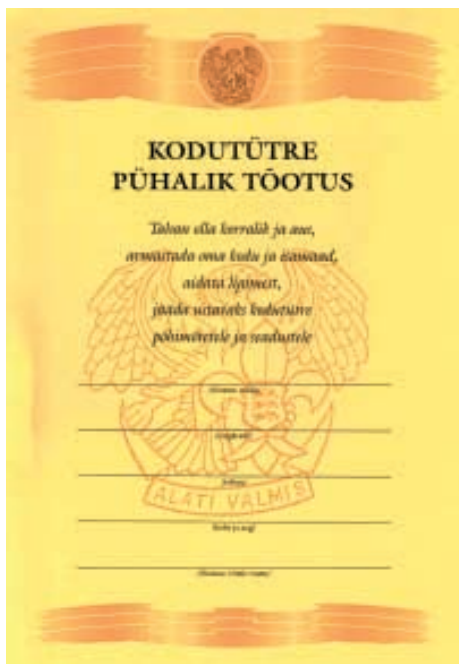 KODUTÜTRE
PÜHALIK TÕOTUS
Tahan olla korralik ja aus,
armastada oma kodu ja isamaad,
aidata ligimest,
jääda ustavaks kodutütre
põhimõtetele ja seadustele
ALATI VALMIS